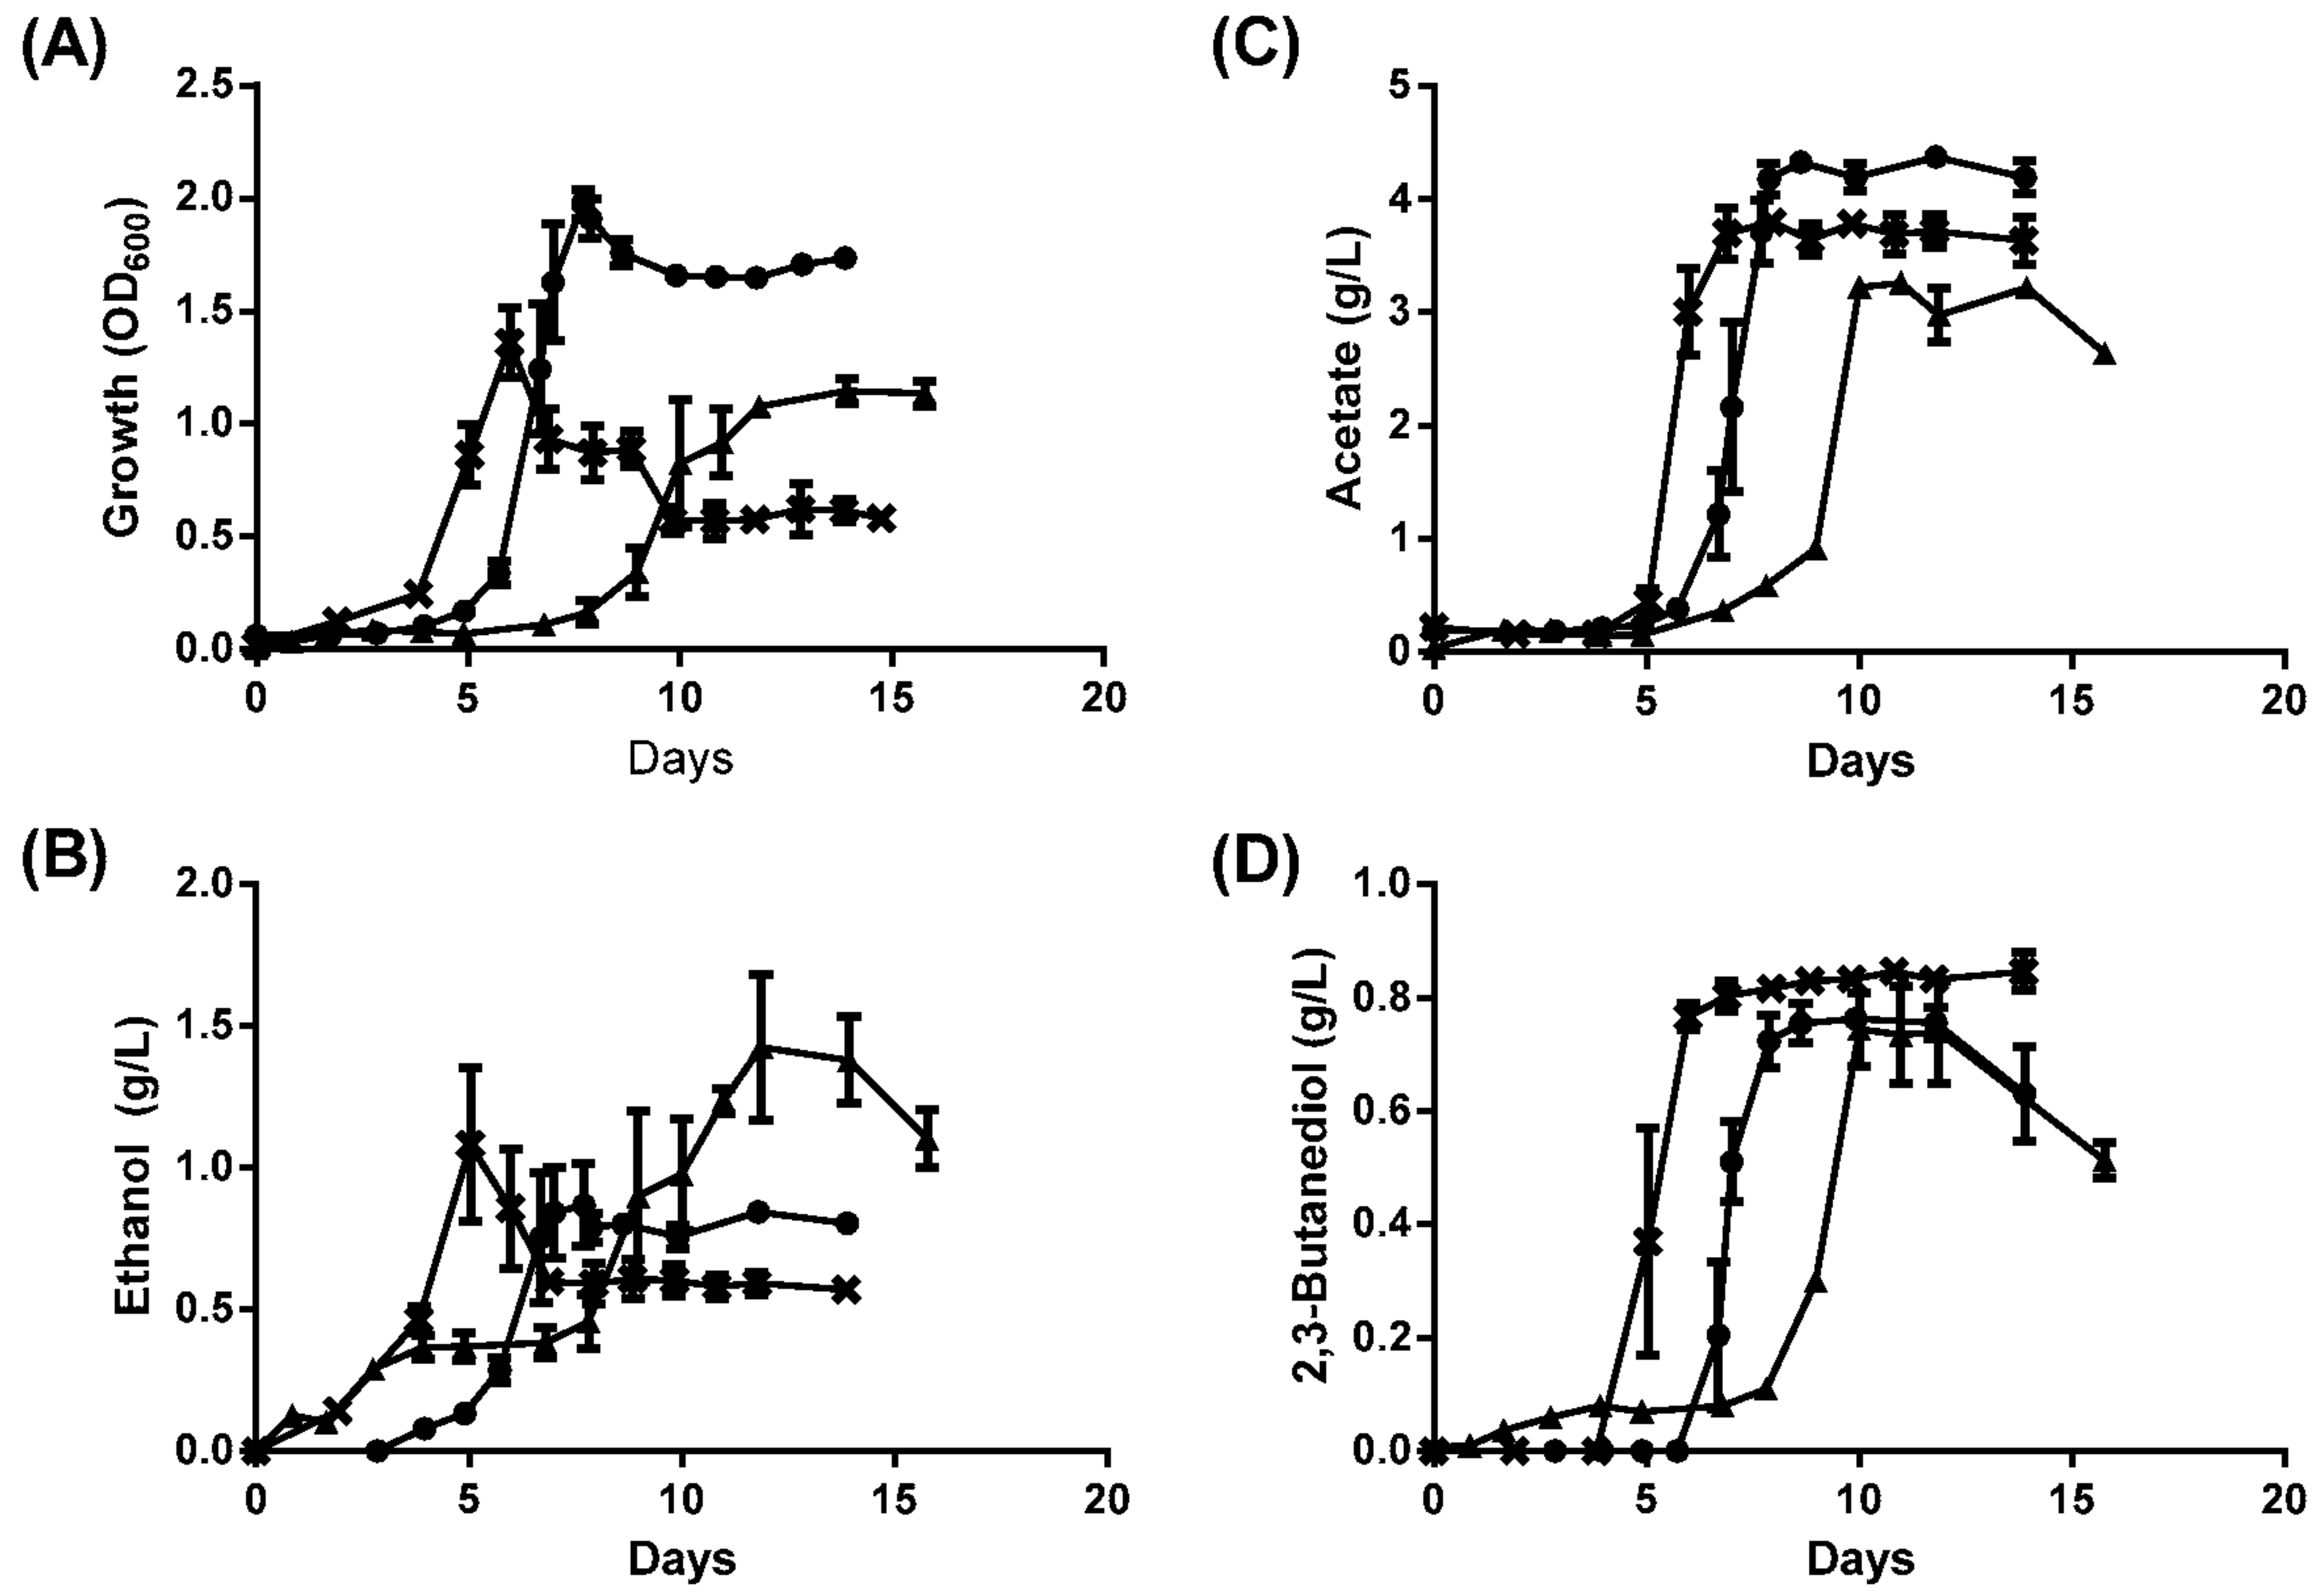 (A)
2.5
2.0
1.5
1.0
0.5
0.0
Growth (OD600)
0 5 10 15 20
Days
(C)
5
4
3
2
1
0
Acetate (g/L)
0 5 10 15 20
Days
(B)
2.0
1.5
1.0
0.5
0.0
Ethanol (g/L)
0 5 10 15 20
Days
(D)
1.0
0.8
0.6
0.4
0.2
0.0
2,3-Butanediol (g/L)
0 5 10 15 20
Days